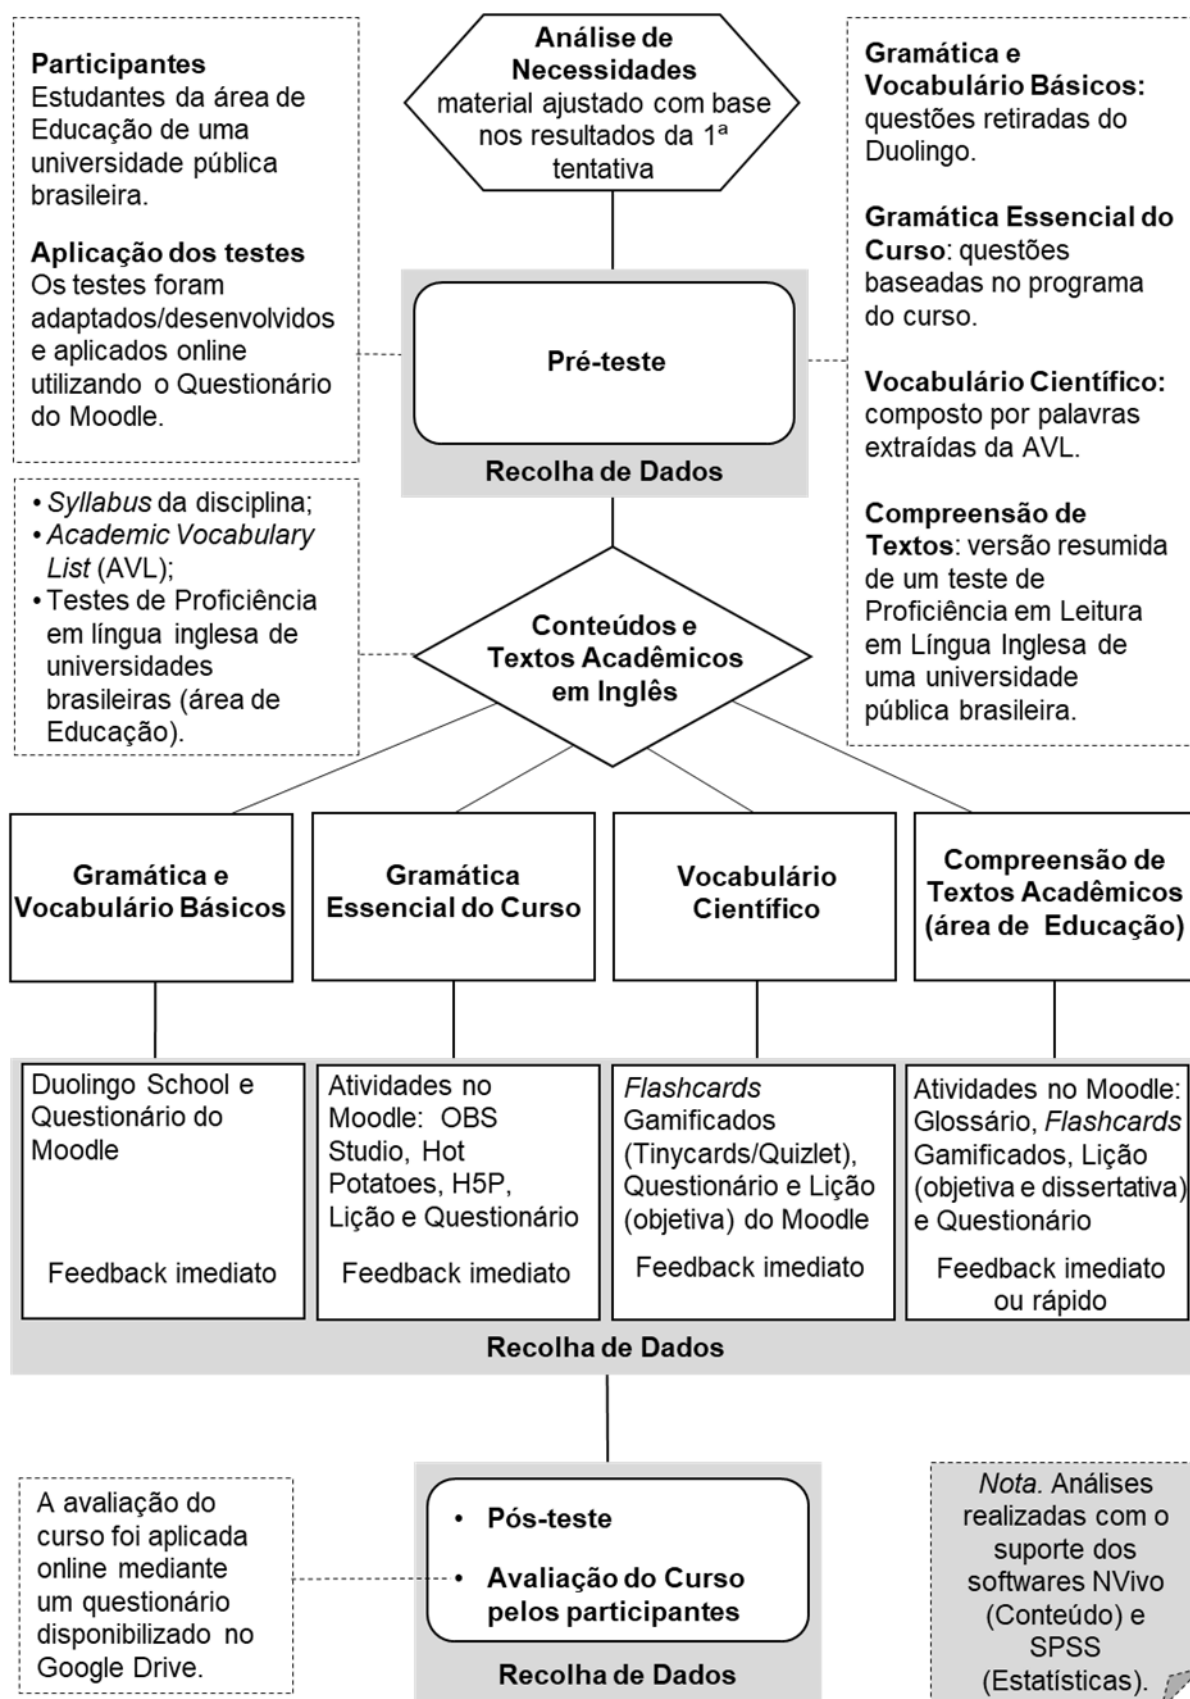 Participantes
Estudantes da área de
Educação de uma
universidade pública
brasileira.
Aplicação dos testes
Os testes foram
adaptados/desenvolvidos
e aplicados online
utilizando o Questionário
do Moodle.
Análise de
Necessidades
material ajustado com base
nos resultados da 1ª
tentativa
Gramática e
Vocabulário Básicos:
questões retiradas do
Duolingo.
Gramática Essencial do
Curso: questões
baseadas no programa
do curso.
Vocabulário Científico:
composto por palavras
extraídas da AVL.
Compreensão de
Textos: versão resumida
de um teste de
Proficiência em Leitura
em Língua Inglesa de
uma universidade
pública brasileira.
Pré-teste
Recolha de Dados
• Syllabus da disciplina;
• Academic Vocabulary
List (AVL);
• Testes de Proficiência
em língua inglesa de
universidades
brasileiras (área de
Educação).
Conteúdos e
Textos Acadêmicos
em Inglês
Gramática e
Vocabulário Básicos
Gramática
Essencial do Curso
Vocabulário
Científico
Compreensão de
Textos Acadêmicos
(área de Educação)
Duolingo School e
Questionário do
Moodle
Feedback imediato
Atividades no
Moodle: OBS
Studio, Hot
Potatoes, H5P,
Lição e Questionário
Feedback imediato
Flashcards
Gamificados
(Tinycards/Quizlet),
Questionário e Lição
(objetiva) do Moodle
Feedback imediato
Atividades no Moodle:
Glossário, Flashcards
Gamificados, Lição
(objetiva e dissertativa)
e Questionário
Feedback imediato
ou rápido
Recolha de Dados
A avaliação do
curso foi aplicada
online mediante
um questionário
disponibilizado no
Google Drive.
• Pós-teste
• Avaliação do Curso
pelos participantes
Recolha de Dados
Nota. Análises
realizadas com o
suporte dos
softwares NVivo
(Conteúdo) e
SPSS
(Estatísticas).